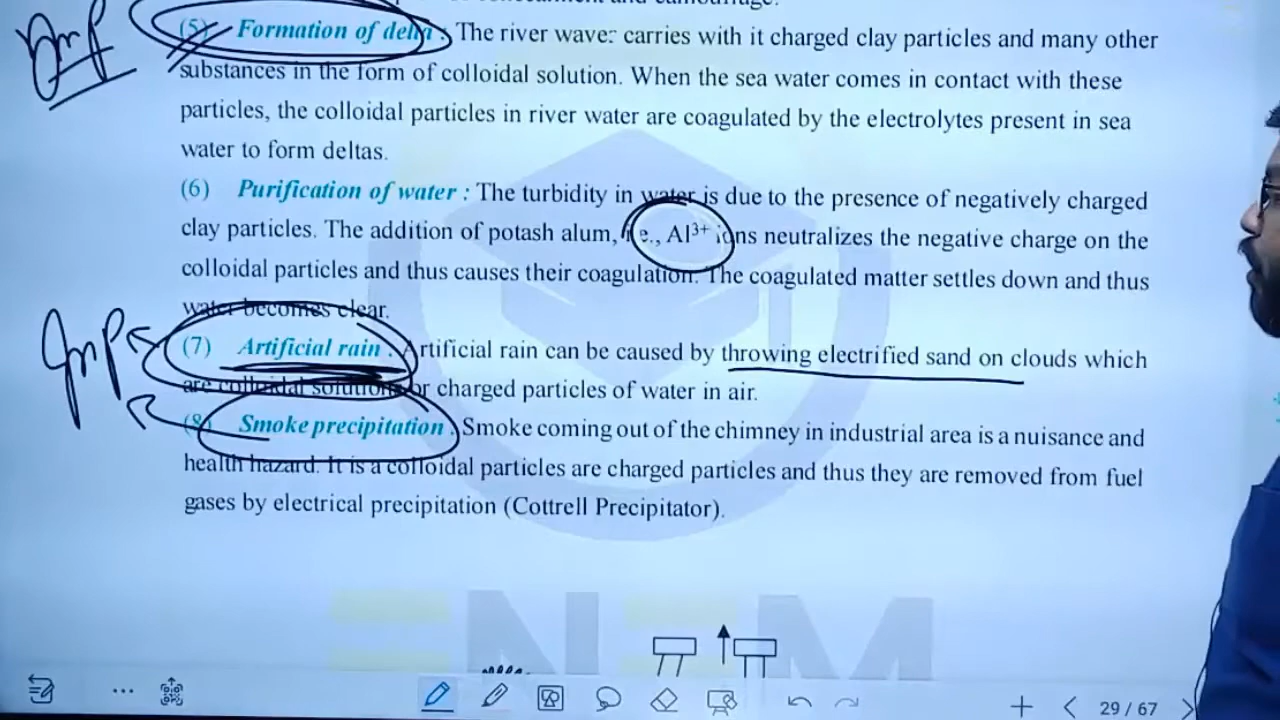 (5) Formation of delta : The river wave: carries with it charged clay particles and many other
substances in the form of colloidal solution. When the sea water comes in contact with these
particles, the colloidal particles in river water are coagulated by the electrolytes present in sea
water to form deltas.
(6) Purification of water : The turbidity in water is due to the presence of negatively charged
clay particles. The addition of potash alum, i.e., Al³⁺ ions neutralizes the negative charge on the
colloidal particles and thus causes their coagulation. The coagulated matter settles down and thus
water becomes clear.
Imp
(7) Artificial rain : Artificial rain can be caused by throwing electrified sand on clouds which
are colloidal solution or charged particles of water in air.
(8) Smoke precipitation : Smoke coming out of the chimney in industrial area is a nuisance and
health hazard. It is a colloidal particles are charged particles and thus they are removed from fuel
gases by electrical precipitation (Cottrell Precipitator).
29 / 67